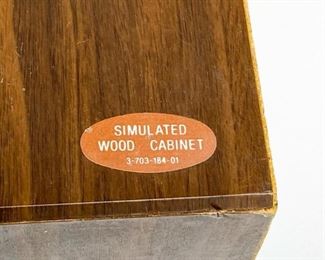 SIMULATED
WOOD CABINET
3-703-184-01